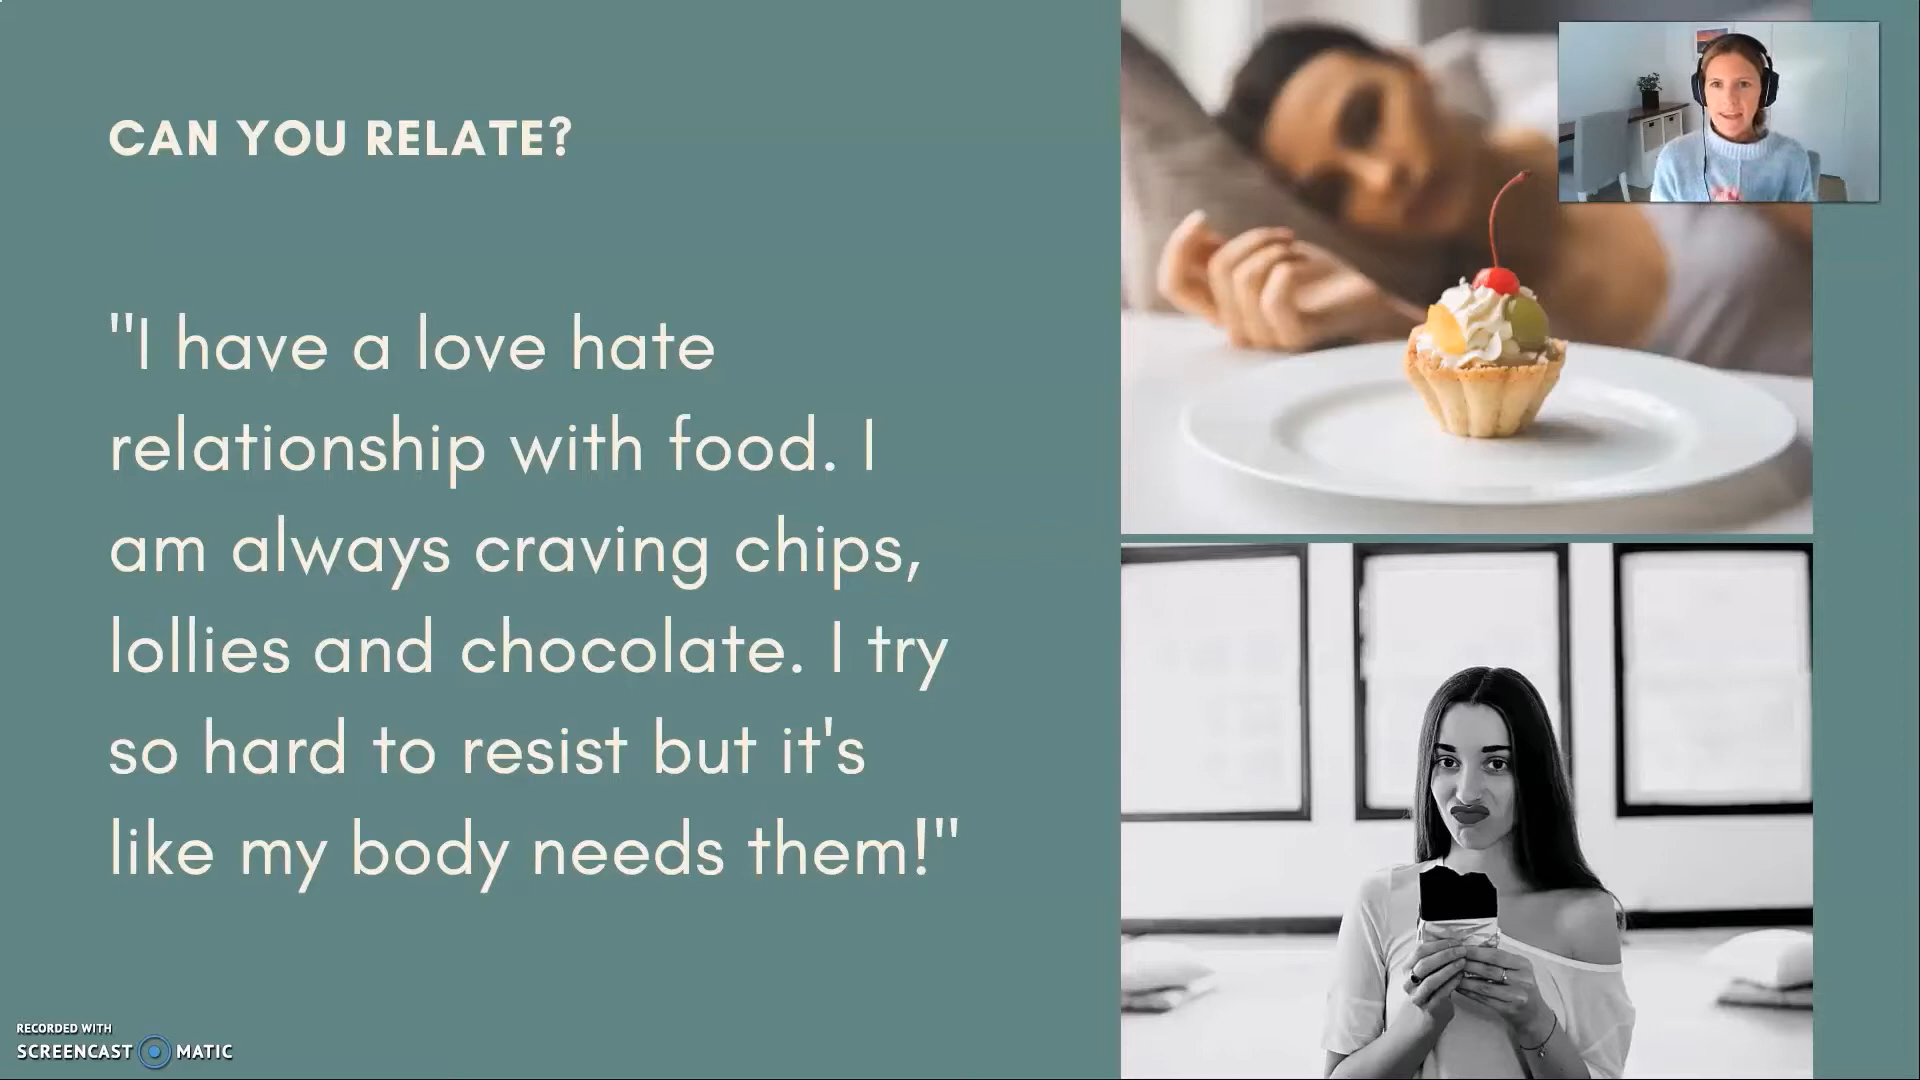 CAN YOU RELATE?
"I have a love hate
relationship with food. I
am always craving chips,
lollies and chocolate. I try
so hard to resist but it's
like my body needs them!"
RECORDED WITH
SCREENCAST MATIC